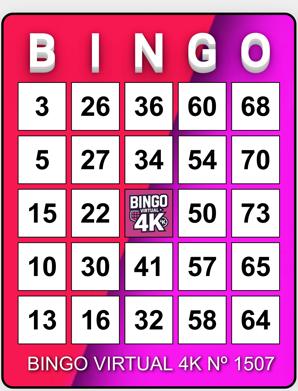 B I N G O
3 26 36 60 68
5 27 34 54 70
15 22 BINGO VIRTUAL 4K 50 73
10 30 41 57 65
13 16 32 58 64
BINGO VIRTUAL 4K Nº 1507